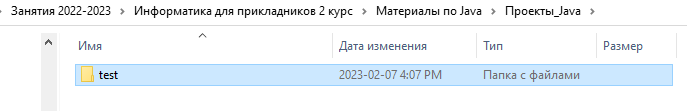 Занятия 2022-2023 > Информатика для прикладников 2 курс > Материалы по Java > Проекты_Java >
Имя Дата изменения Тип Размер
test 2023-02-07 4:07 PM Папка с файлами